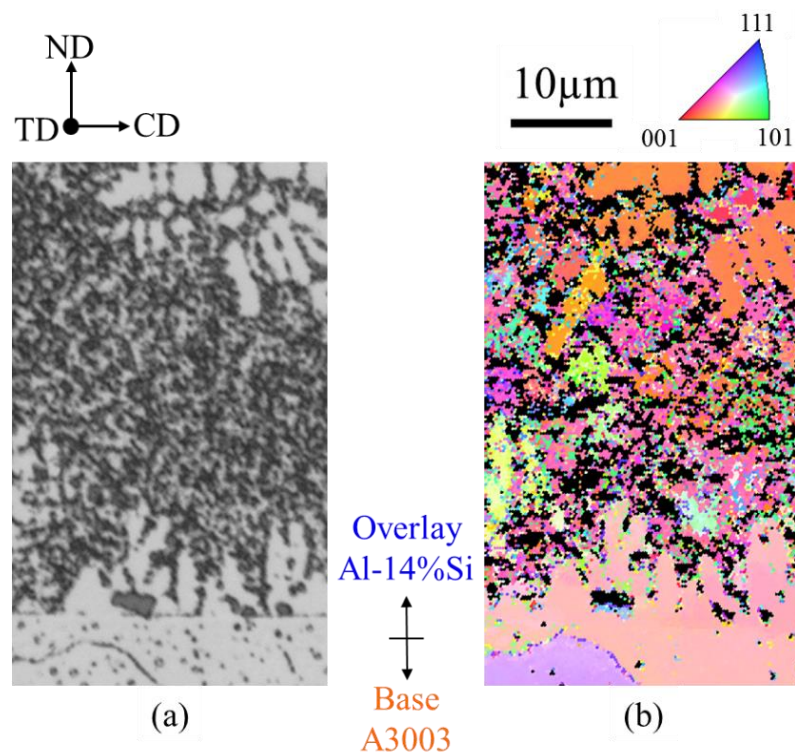 ND
TD
CD
10μm
111
001
101
Overlay
Al-14%Si
Base
A3003
(a)
(b)